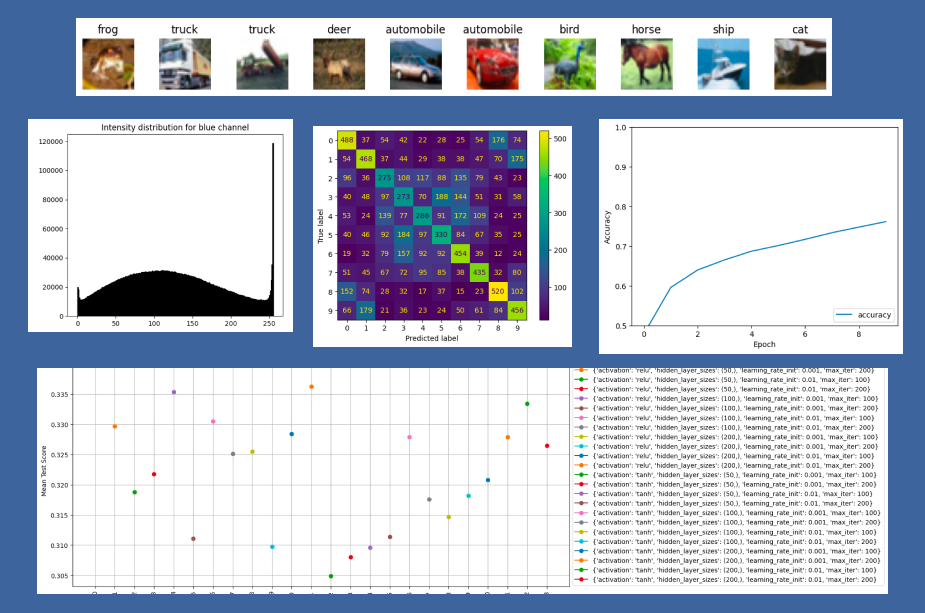 frog truck truck deer automobile automobile bird horse ship cat
Intensity distribution for blue channel
120000
100000
80000
60000
40000
20000
0
0 50 100 150 200 250
True label
0 488 37 54 42 22 28 25 54 176 74
1 54 468 37 44 29 38 38 47 70 175
2 96 36 275 108 117 88 135 79 43 23
3 40 48 97 273 70 188 144 51 31 58
4 53 24 139 77 286 91 172 109 24 25
5 40 46 92 184 97 330 84 67 35 25
6 19 32 79 157 92 92 454 39 12 24
7 51 45 67 72 95 85 38 435 32 80
8 152 74 28 32 17 37 15 23 520 102
9 66 179 21 36 23 24 50 61 84 456
0 1 2 3 4 5 6 7 8 9
Predicted label
500
400
300
200
100
Accuracy
1.0
0.9
0.8
0.7
0.6
0.5
accuracy
0 2 4 6 8
Epoch
Mean Test Score
0.335
0.330
0.325
0.320
0.315
0.310
0.305
{'activation': 'relu', 'hidden_layer_sizes': (50,), 'learning_rate_init': 0.001, 'max_iter': 200}
{'activation': 'relu', 'hidden_layer_sizes': (50,), 'learning_rate_init': 0.01, 'max_iter': 100}
{'activation': 'relu', 'hidden_layer_sizes': (50,), 'learning_rate_init': 0.01, 'max_iter': 200}
{'activation': 'relu', 'hidden_layer_sizes': (100,), 'learning_rate_init': 0.001, 'max_iter': 100}
{'activation': 'relu', 'hidden_layer_sizes': (100,), 'learning_rate_init': 0.001, 'max_iter': 200}
{'activation': 'relu', 'hidden_layer_sizes': (100,), 'learning_rate_init': 0.01, 'max_iter': 100}
{'activation': 'relu', 'hidden_layer_sizes': (100,), 'learning_rate_init': 0.01, 'max_iter': 200}
{'activation': 'relu', 'hidden_layer_sizes': (200,), 'learning_rate_init': 0.001, 'max_iter': 100}
{'activation': 'relu', 'hidden_layer_sizes': (200,), 'learning_rate_init': 0.001, 'max_iter': 200}
{'activation': 'relu', 'hidden_layer_sizes': (200,), 'learning_rate_init': 0.01, 'max_iter': 100}
{'activation': 'relu', 'hidden_layer_sizes': (200,), 'learning_rate_init': 0.01, 'max_iter': 200}
{'activation': 'tanh', 'hidden_layer_sizes': (50,), 'learning_rate_init': 0.001, 'max_iter': 100}
{'activation': 'tanh', 'hidden_layer_sizes': (50,), 'learning_rate_init': 0.001, 'max_iter': 200}
{'activation': 'tanh', 'hidden_layer_sizes': (50,), 'learning_rate_init': 0.01, 'max_iter': 100}
{'activation': 'tanh', 'hidden_layer_sizes': (50,), 'learning_rate_init': 0.01, 'max_iter': 200}
{'activation': 'tanh', 'hidden_layer_sizes': (100,), 'learning_rate_init': 0.001, 'max_iter': 100}
{'activation': 'tanh', 'hidden_layer_sizes': (100,), 'learning_rate_init': 0.001, 'max_iter': 200}
{'activation': 'tanh', 'hidden_layer_sizes': (100,), 'learning_rate_init': 0.01, 'max_iter': 100}
{'activation': 'tanh', 'hidden_layer_sizes': (100,), 'learning_rate_init': 0.01, 'max_iter': 200}
{'activation': 'tanh', 'hidden_layer_sizes': (200,), 'learning_rate_init': 0.001, 'max_iter': 100}
{'activation': 'tanh', 'hidden_layer_sizes': (200,), 'learning_rate_init': 0.001, 'max_iter': 200}
{'activation': 'tanh', 'hidden_layer_sizes': (200,), 'learning_rate_init': 0.01, 'max_iter': 100}
{'activation': 'tanh', 'hidden_layer_sizes': (200,), 'learning_rate_init': 0.01, 'max_iter': 200}